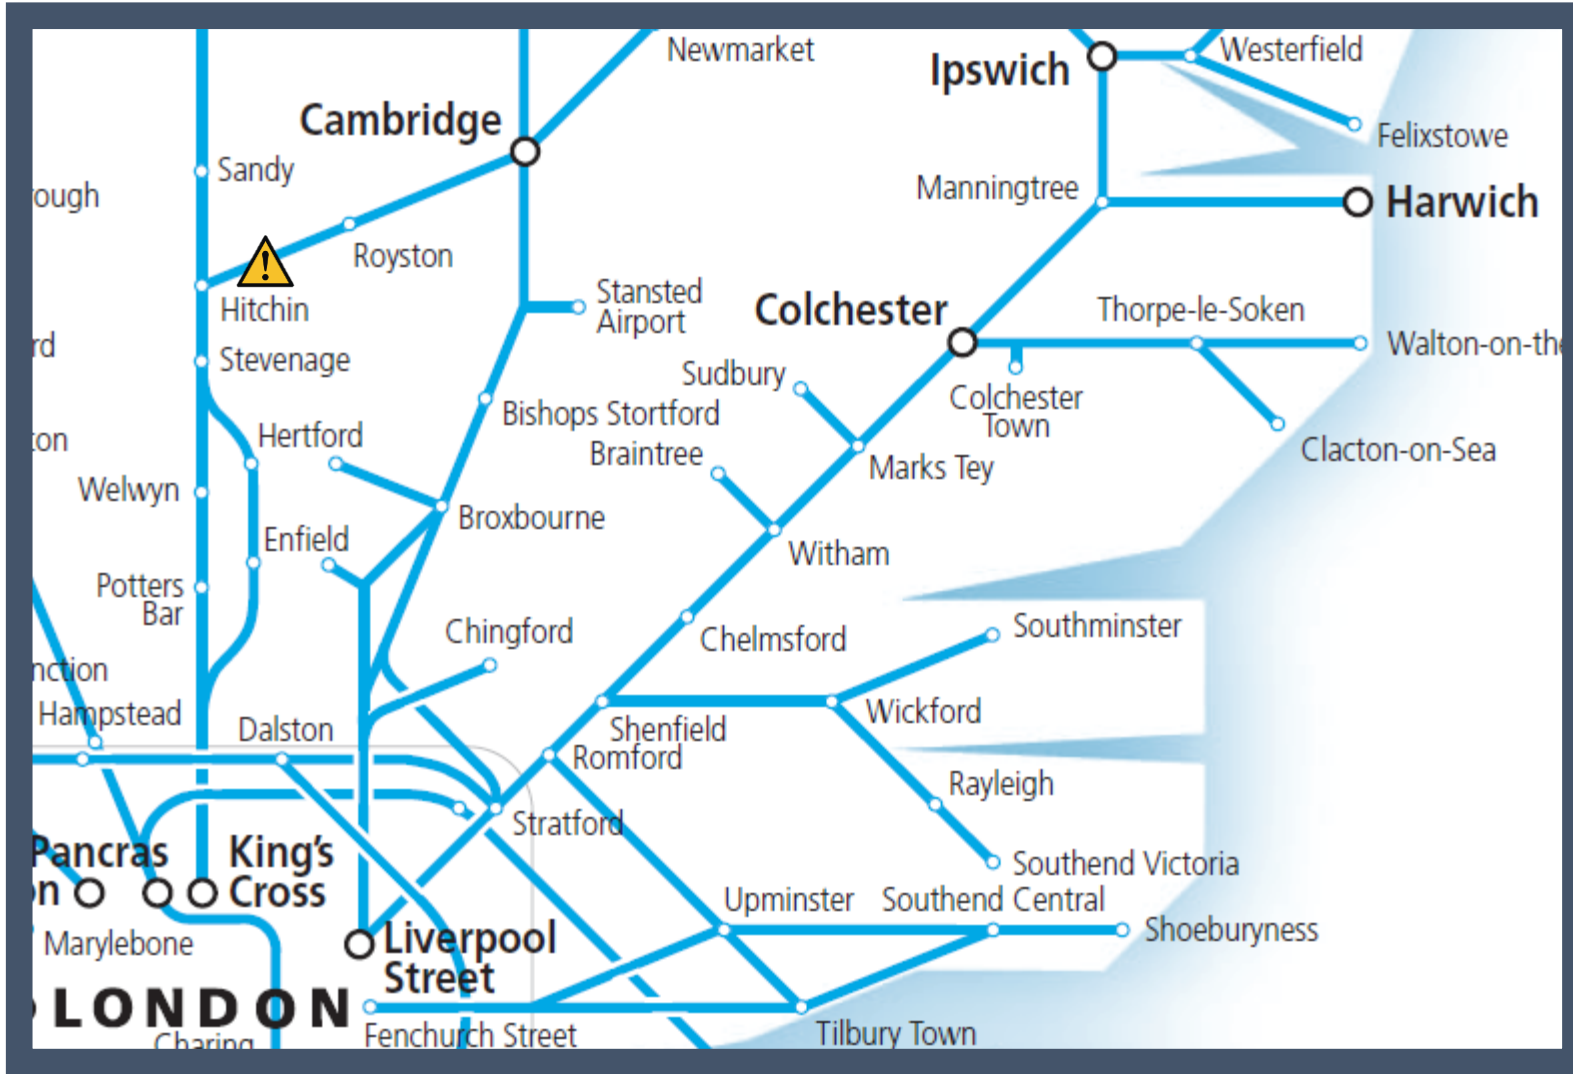 Newmarket
Ipswich
Westerfield
Cambridge
Felixstowe
Sandy
rough
Manningtree
Harwich
Royston
Hitchin
Stansted
Airport
Colchester
Thorpe-le-Soken
rd
Stevenage
Walton-on-the
Sudbury
Colchester
Town
Bishops Stortford
Hertford
ton
Braintree
Marks Tey
Clacton-on-Sea
Welwyn
Broxbourne
Enfield
Witham
Potters
Bar
Chingford
Chelmsford
Southminster
nction
Hampstead
Dalston
Shenfield
Wickford
Romford
Rayleigh
Stratford
Pancras
on
King's
Cross
Southend Victoria
Upminster
Southend Central
Marylebone
Liverpool
Street
Shoeburyness
LONDON
Fenchurch Street
Tilbury Town
Charing